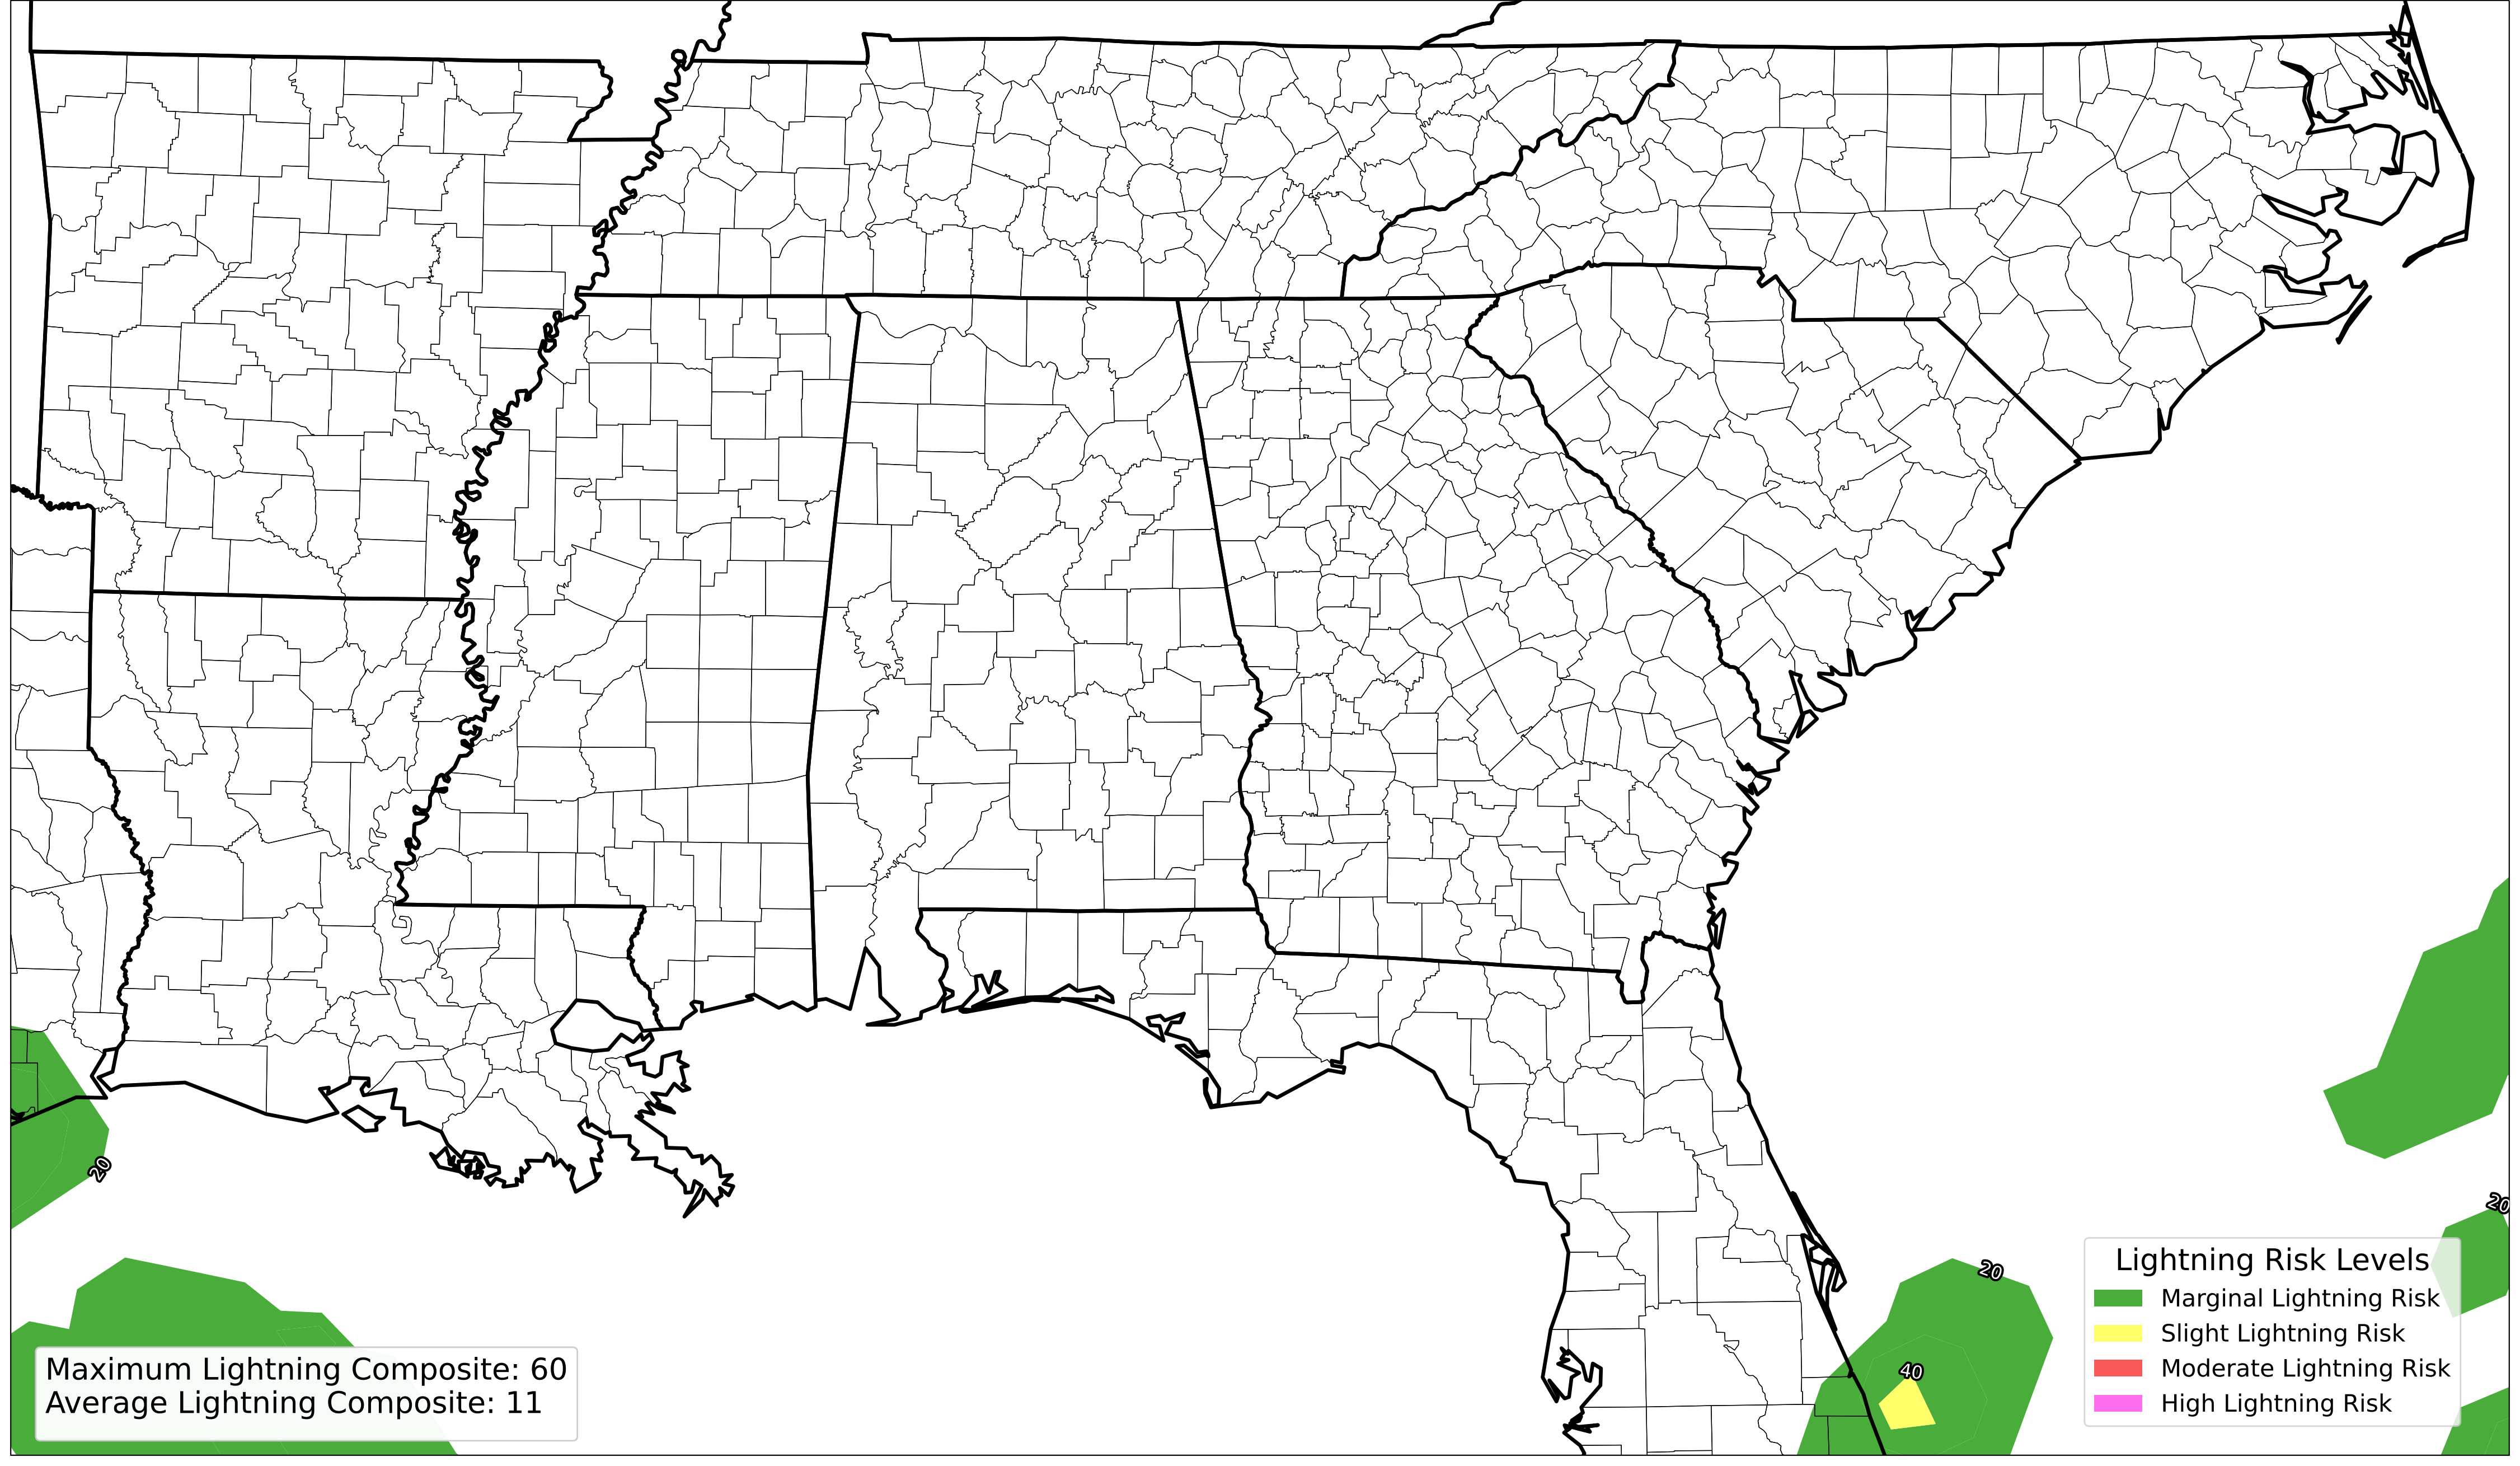 20
20
20
40
Lightning Risk Levels
Marginal Lightning Risk
Slight Lightning Risk
Moderate Lightning Risk
High Lightning Risk
Maximum Lightning Composite: 60
Average Lightning Composite: 11